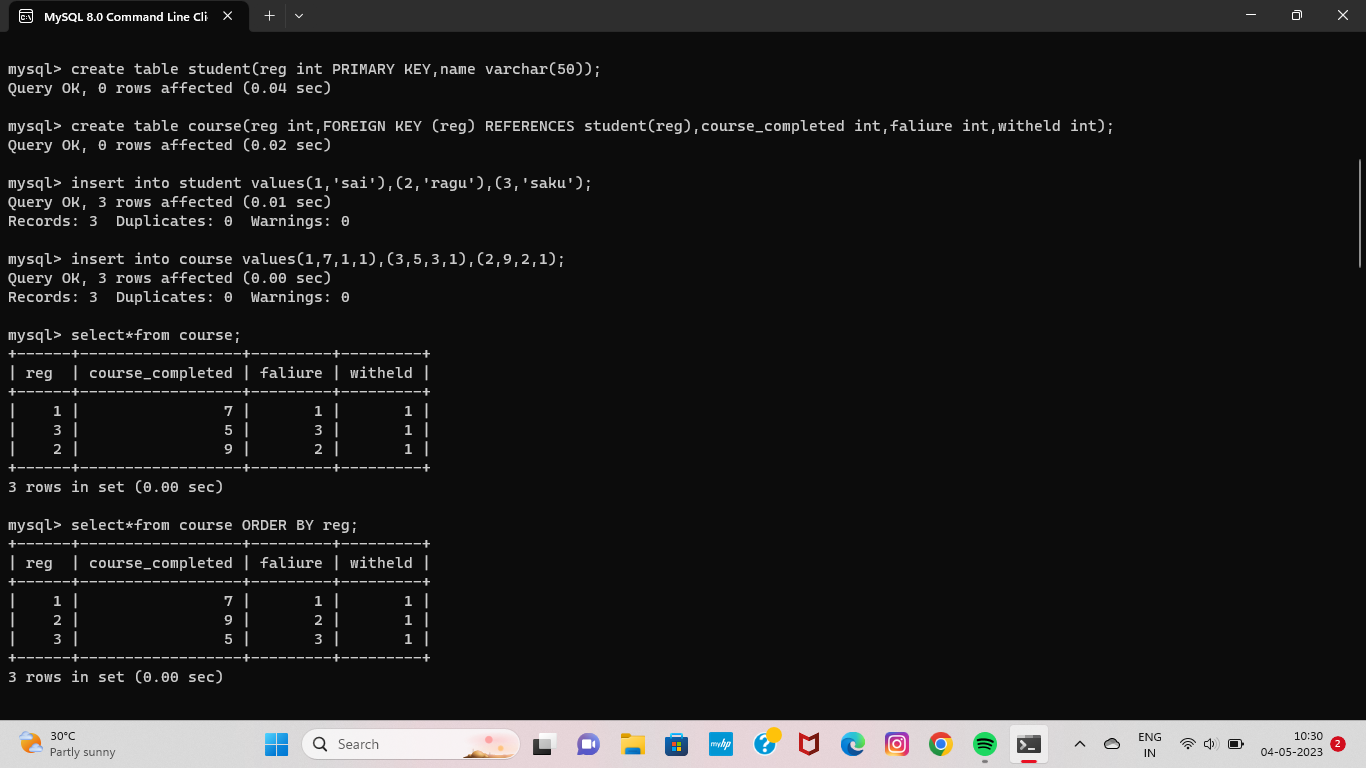 MySQL 8.0 Command Line Cli
mysql> create table student(reg int PRIMARY KEY,name varchar(50));
Query OK, 0 rows affected (0.04 sec)
mysql> create table course(reg int,FOREIGN KEY (reg) REFERENCES student(reg),course_completed int,faliure int,witheld int);
Query OK, 0 rows affected (0.02 sec)
mysql> insert into student values(1,'sai'),(2,'ragu'),(3,'saku');
Query OK, 3 rows affected (0.01 sec)
Records: 3  Duplicates: 0  Warnings: 0
mysql> insert into course values(1,7,1,1),(3,5,3,1),(2,9,2,1);
Query OK, 3 rows affected (0.00 sec)
Records: 3  Duplicates: 0  Warnings: 0
mysql> select*from course;
+------+------------------+---------+---------+
| reg  | course_completed | faliure | witheld |
+------+------------------+---------+---------+
|    1 |                7 |       1 |       1 |
|    3 |                5 |       3 |       1 |
|    2 |                9 |       2 |       1 |
+------+------------------+---------+---------+
3 rows in set (0.00 sec)
mysql> select*from course ORDER BY reg;
+------+------------------+---------+---------+
| reg  | course_completed | faliure | witheld |
+------+------------------+---------+---------+
|    1 |                7 |       1 |       1 |
|    2 |                9 |       2 |       1 |
|    3 |                5 |       3 |       1 |
+------+------------------+---------+---------+
3 rows in set (0.00 sec)
30°C
Partly sunny
Search
myhp
ENG
IN
10:30
04-05-2023
2